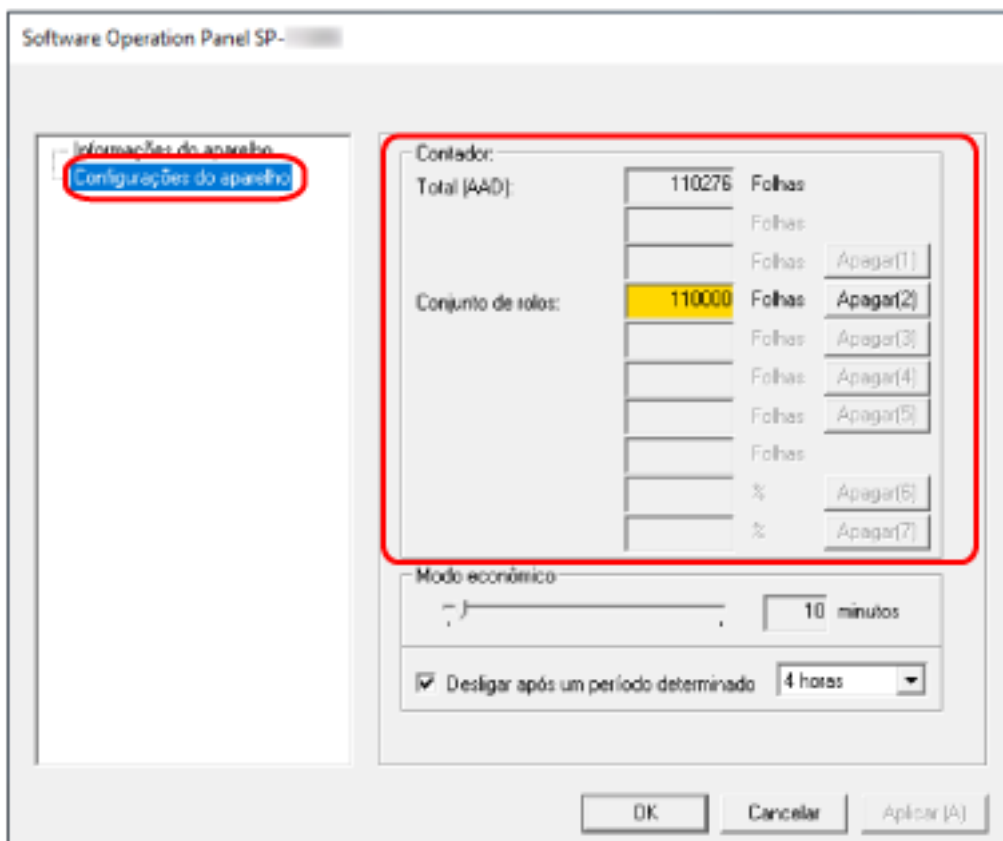 Software Operation Panel SP-
Informações do aparelho
Configurações do aparelho
Contador:
Total (AAD): 110276 Folhas
Folhas
Folhas Apagar(1)
Conjunto de rolos: 110000 Folhas Apagar(2)
Folhas Apagar(3)
Folhas Apagar(4)
Folhas Apagar(5)
Folhas
% Apagar(6)
% Apagar(7)
Modo econômico
10 minutos
Desligar após um período determinado 4 horas
OK Cancelar Aplicar (A)